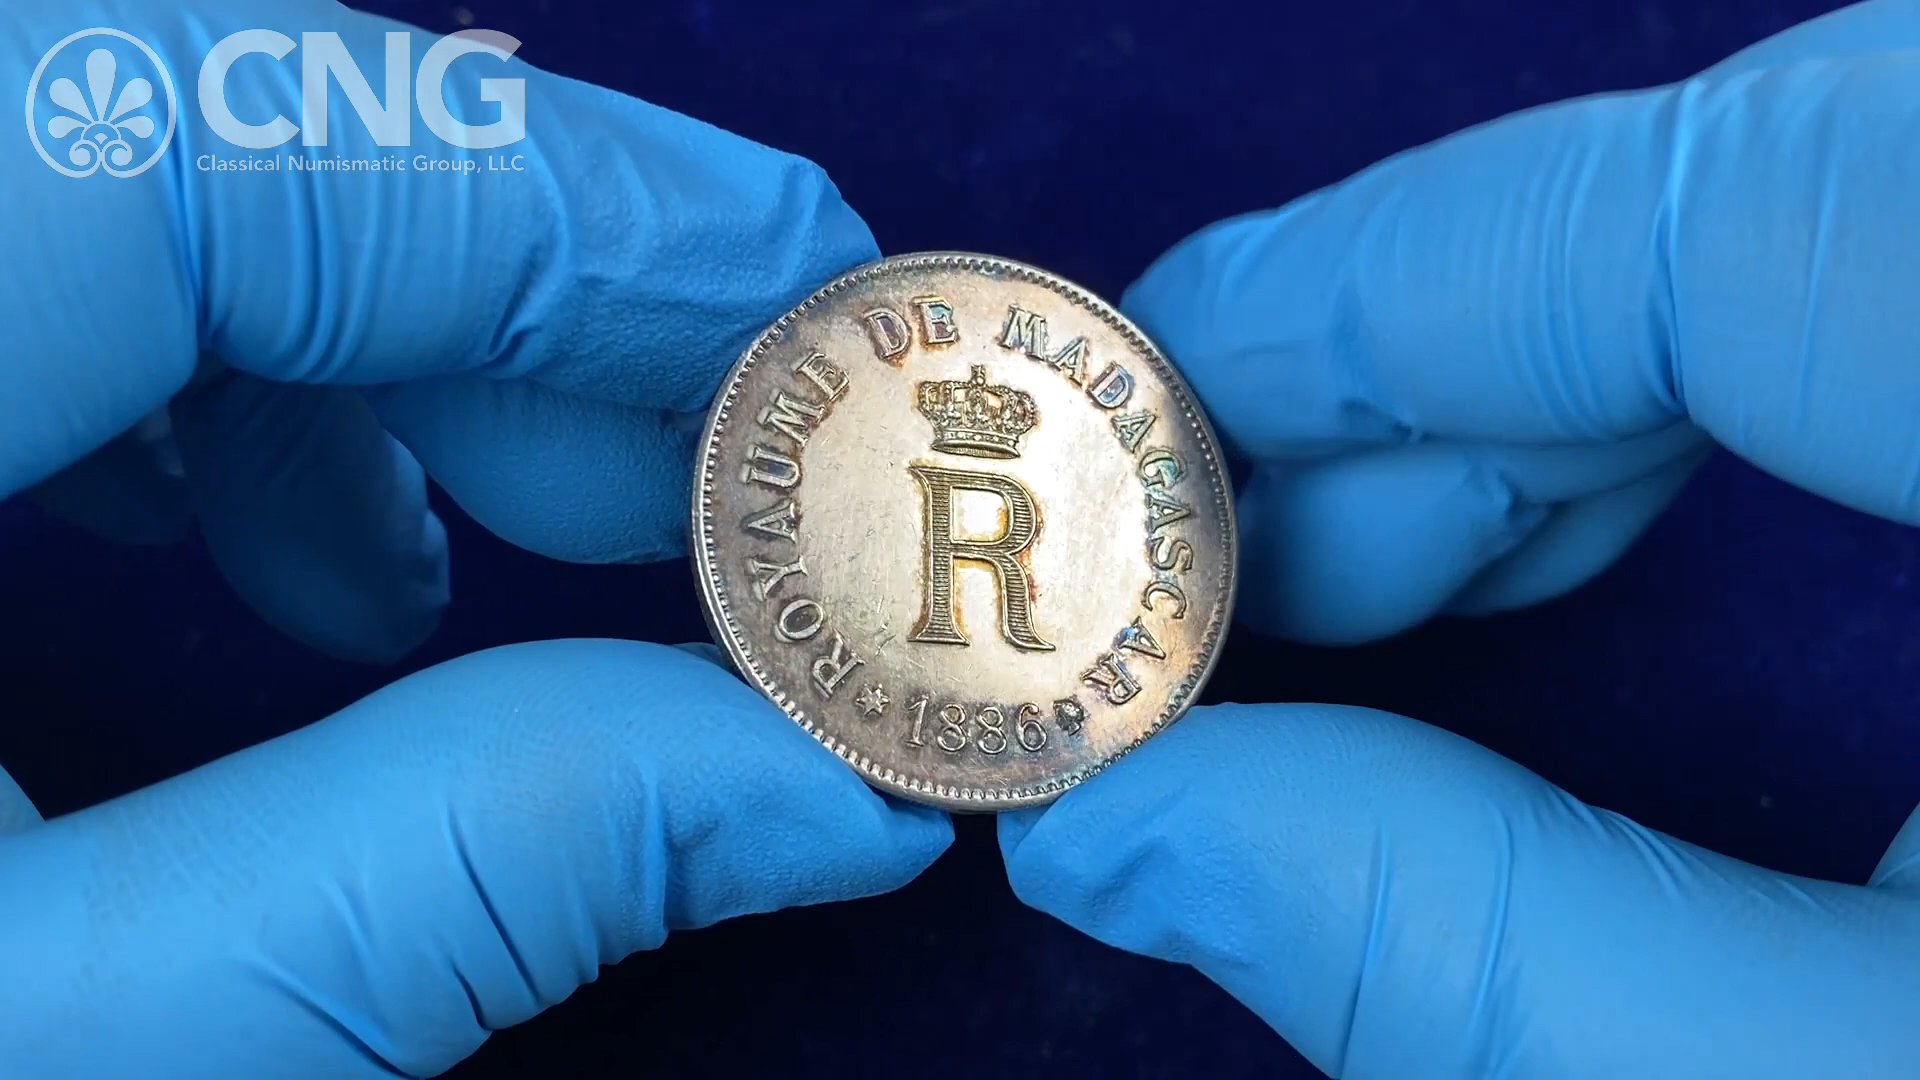 CNG
Classical Numismatic Group, LLC
ROYAUME DE MADAGASCAR
R
1886